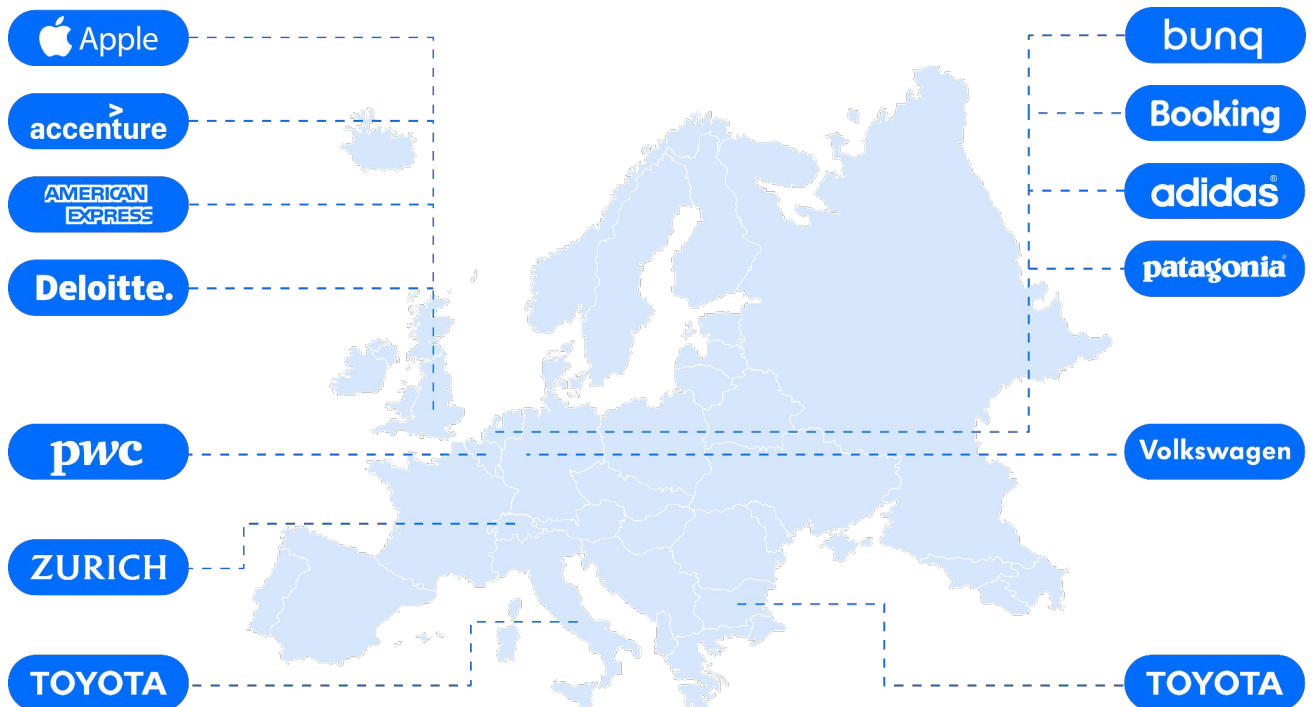 Apple
accenture
AMERICAN
EXPRESS
Deloitte.
pwc
ZURICH
TOYOTA
bunq
Booking
adidas®
patagonia®
Volkswagen
TOYOTA